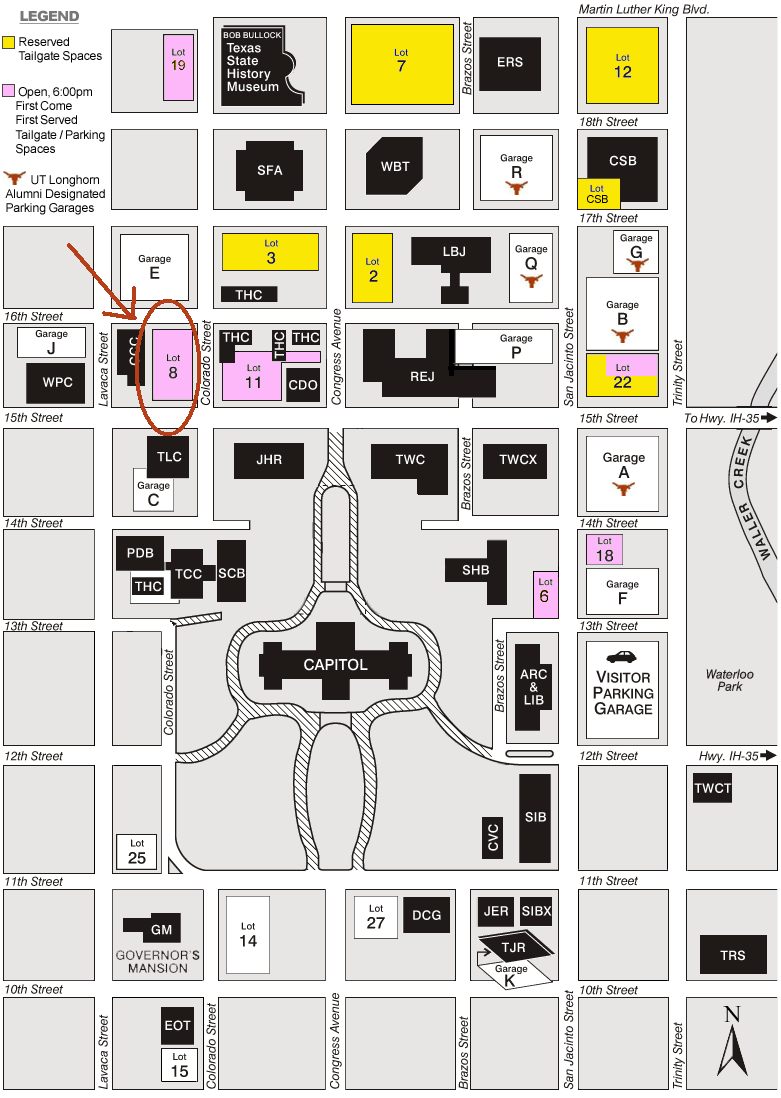 LEGEND
Reserved
Tailgate Spaces
Open, 6:00pm
First Come
First Served
Tailgate / Parking
Spaces
UT Longhorn
Alumni Designated
Parking Garages
Martin Luther King Blvd.
Lot
19
BOB BULLOCK
Texas
State
History
Museum
Lot
7
Brazos Street
ERS
Lot
12
18th Street
SFA
WBT
Garage
R
CSB
Lot
CSB
17th Street
Garage
E
Lot
3
THC
Lot
2
LBJ
Garage
Q
Garage
G
Garage
B
16th Street
Garage
J
WPC
Lavaca Street
CCC
Lot
8
Colorado Street
THC
THC
THC
Lot
11
CDO
Congress Avenue
REJ
Garage
P
San Jacinto Street
Lot
22
Trinity Street
15th Street
15th Street
To Hwy. IH-35
TLC
Garage
C
JHR
TWC
Brazos Street
TWCX
Garage
A
WALLER CREEK
14th Street
14th Street
PDB
THC
TCC
SCB
SHB
Lot
6
Lot
18
Garage
F
13th Street
13th Street
Colorado Street
CAPITOL
Brazos Street
ARC
&
LIB
VISITOR
PARKING
GARAGE
Waterloo
Park
12th Street
12th Street
Hwy. IH-35
TWCT
Lot
25
CVC
SIB
11th Street
11th Street
GM
GOVERNOR'S
MANSION
Lot
14
Lot
27
DCG
JER
SIBX
TJR
Garage
K
TRS
10th Street
10th Street
Lavaca Street
EOT
Lot
15
Colorado Street
Congress Avenue
Brazos Street
San Jacinto Street
Trinity Street
N